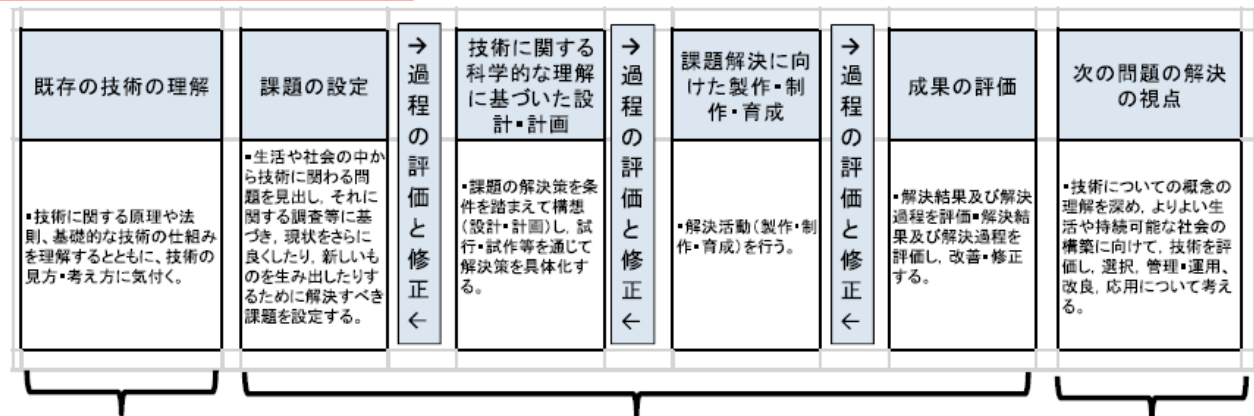 既存の技術の理解
・技術に関する原理や法
則、基礎的な技術の仕組み
を理解するとともに、技術の
見方・考え方に気付く。
課題の設定
・生活や社会の中か
ら技術に関わる問
題を見出し，それに
関する調査等に基
づき，現状をさらに
良くしたり，新しいも
のを生み出したりす
るために解決すべき
課題を設定する。
→過程の評価と修正←
技術に関する
科学的な理解
に基づいた設
計・計画
・課題の解決策を条
件を踏まえて構想
（設計・計画）し，試
行・試作等を通じて
解決策を具体化す
る。
→過程の評価と修正←
課題解決に向
けた製作・制
作・育成
・解決活動（製作・制
作・育成）を行う。
→過程の評価と修正←
成果の評価
・解決結果及び解決
過程を評価・解決結
果及び解決過程を
評価し，改善・修正
する。
次の問題の解決
の視点
・技術についての概念の
理解を深め，よりよい生
活や持続可能な社会の
構築に向けて，技術を評
価し，選択，管理・運用、
改良，応用について考え
る。